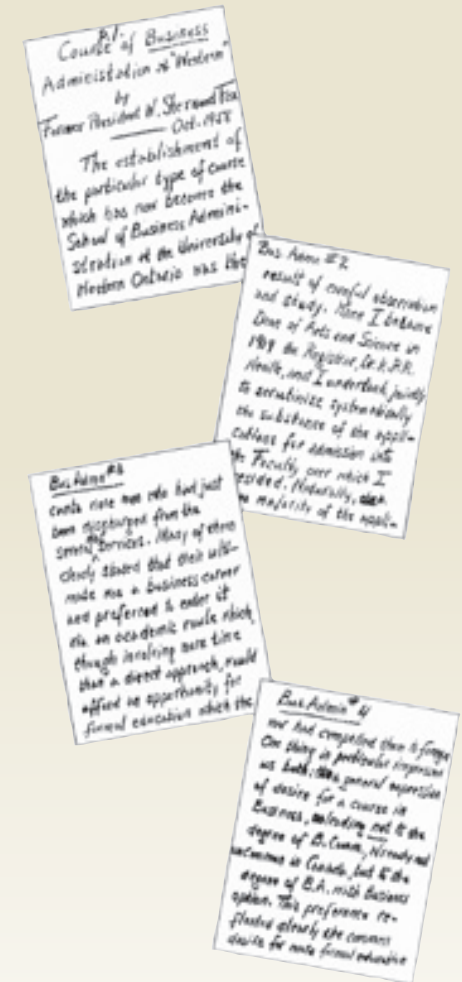 #1.
Course of Business
Administration at "Western"
by
Former President W. Sherwood Fox
Oct. 1958
The establishment of
the particular type of course
which has now become the
School of Business Admini-
stration at the University of
Western Ontario was the
Bus Admin #2
result of careful observation
and study. When I became
Dean of Arts and Science in
1919 the Registrar, Dr. K.P.R.
Neville, and I undertook jointly
to scrutinize systematically
the substance of the appli-
cations for admission into
the Faculty over which I
presided. Naturally,
the majority of the appli-
Bus Admin #3
cants were men who had just
been discharged from the
several Services. Many of them
clearly stated that their ulti-
mate was a business career
and preferred to enter it
via an academic route which,
though involving more time
than a direct approach, would
afford an opportunity for
formal education which the
Bus Admin #4
war had compelled them to forego.
One thing in particular impressed
us both: the general expression
of desire for a course in
Business, leading not to the
degree of B. Comm, already not
uncommon in Canada, but to the
degree of B.A. with Business
option. This preference re-
flected clearly the common
desire for more formal education